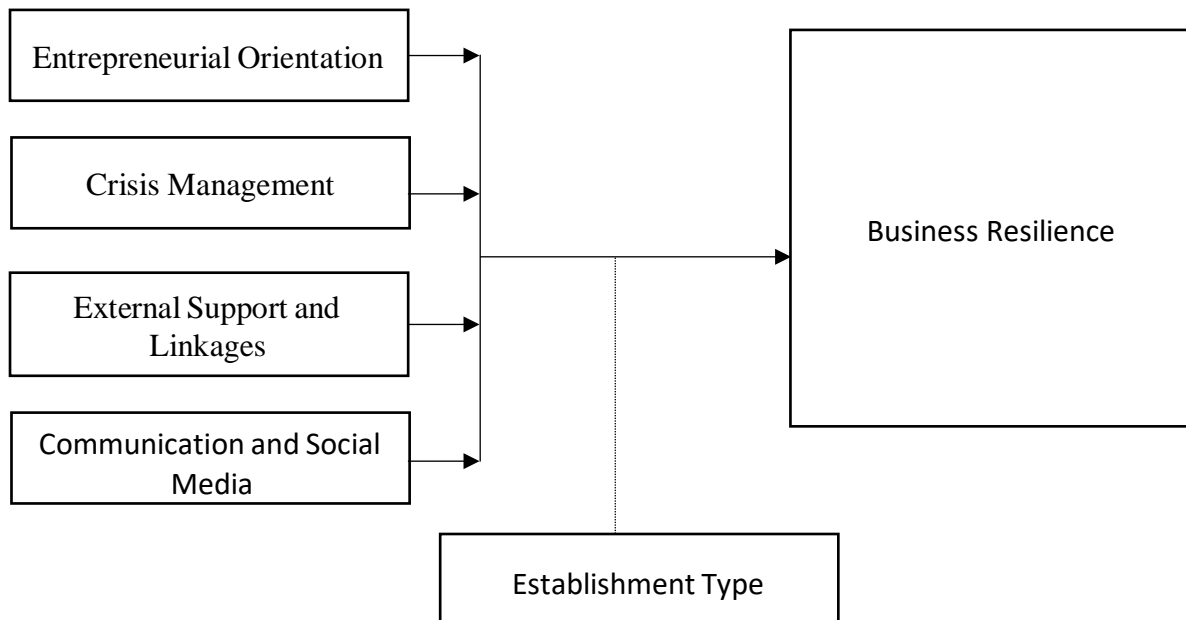 Entrepreneurial Orientation
Crisis Management
External Support and
Linkages
Communication and Social
Media
Business Resilience
Establishment Type